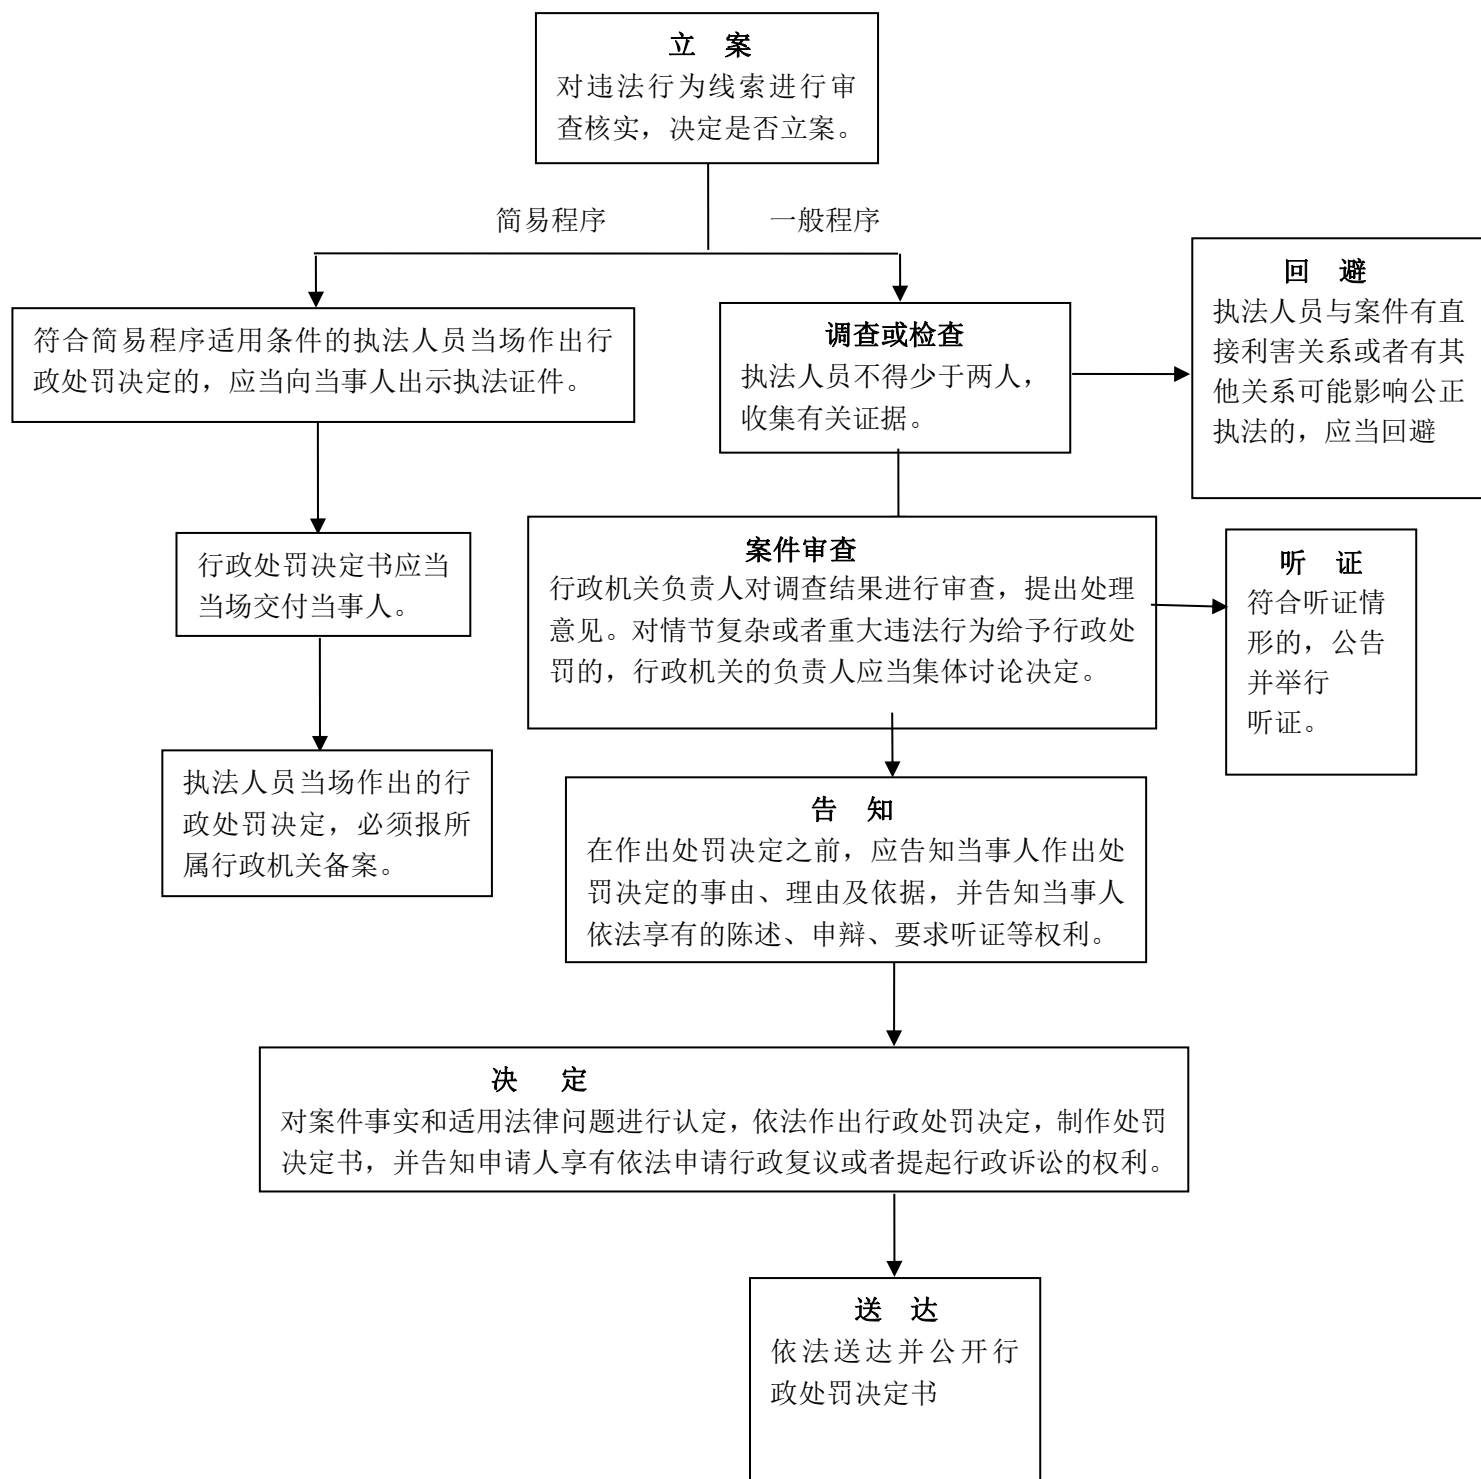 立 案
对违法行为线索进行审
查核实，决定是否立案。
简易程序
一般程序
符合简易程序适用条件的执法人员当场作出行
政处罚决定的，应当向当事人出示执法证件。
行政处罚决定书应当
当场交付当事人。
执法人员当场作出的行
政处罚决定，必须报所
属行政机关备案。
调查或检查
执法人员不得少于两人，
收集有关证据。
回 避
执法人员与案件有直
接利害关系或者有其
他关系可能影响公正
执法的，应当回避
案件审查
行政机关负责人对调查结果进行审查，提出处理
意见。对情节复杂或者重大违法行为给予行政处
罚的，行政机关的负责人应当集体讨论决定。
听 证
符合听证情
形的，公告
并举行
听证。
告 知
在作出处罚决定之前，应告知当事人作出处
罚决定的事由、理由及依据，并告知当事人
依法享有的陈述、申辩、要求听证等权利。
决 定
对案件事实和适用法律问题进行认定，依法作出行政处罚决定，制作处罚
决定书，并告知申请人享有依法申请行政复议或者提起行政诉讼的权利。
送 达
依法送达并公开行
政处罚决定书